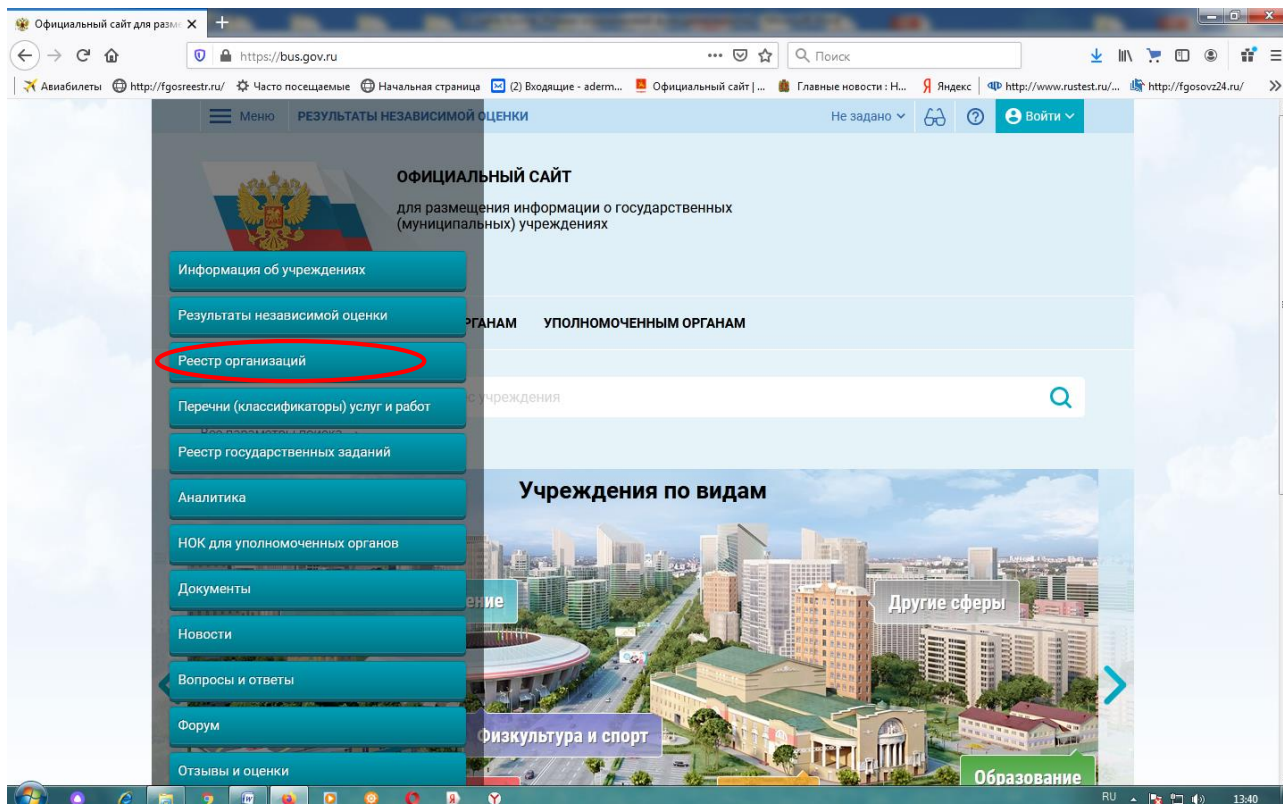 Официальный сайт для разме
https://bus.gov.ru
Поиск
Авиабилеты
http://fgosreestr.ru/
Часто посещаемые
Начальная страница
(2) Входящие - aderm...
Официальный сайт | ...
Главные новости : Н...
Яндекс
http://www.rustest.ru/...
http://fgosovz24.ru/
Меню
РЕЗУЛЬТАТЫ НЕЗАВИСИМОЙ ОЦЕНКИ
Не задано
Войти
ОФИЦИАЛЬНЫЙ САЙТ
для размещения информации о государственных
(муниципальных) учреждениях
Информация об учреждениях
Результаты независимой оценки
РГАНАМ
УПОЛНОМОЧЕННЫМ ОРГАНАМ
Реестр организаций
учреждения
Перечни (классификаторы) услуг и работ
Реестр государственных заданий
Аналитика
Учреждения по видам
НОК для уполномоченных органов
Документы
ение
Другие сферы
Новости
Вопросы и ответы
Форум
Физкультура и спорт
Отзывы и оценки
Образование
RU
13:40